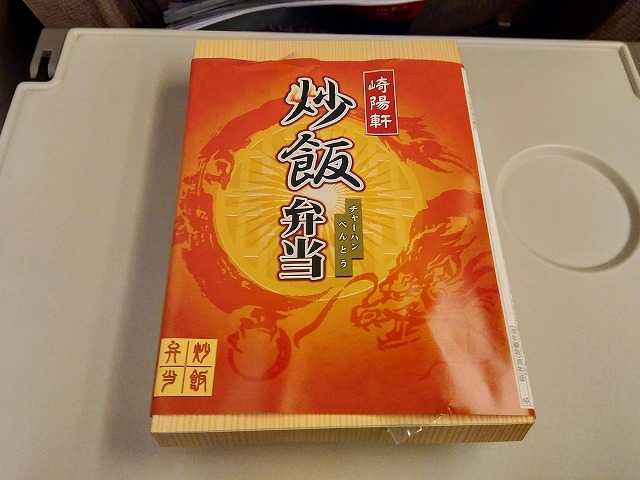 崎陽軒
炒飯弁当
チャーハン
べんとう
炒飯
弁当